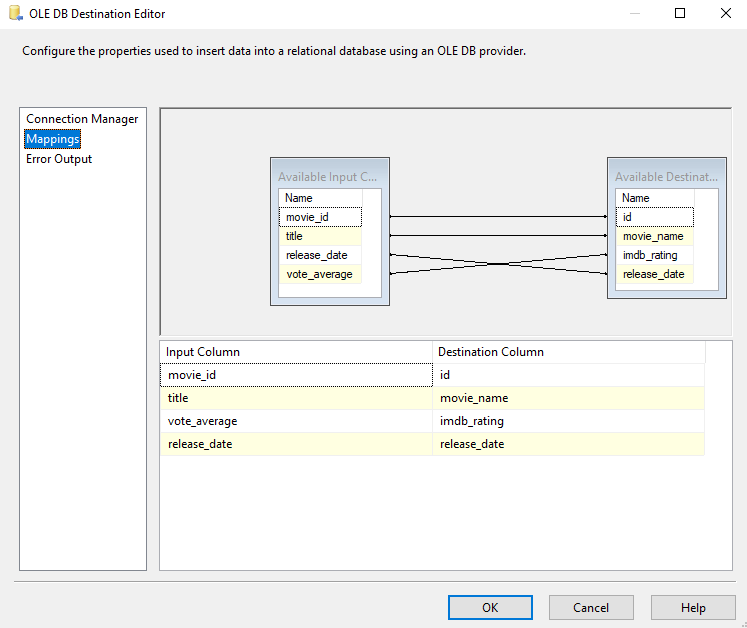 OLE DB Destination Editor
Configure the properties used to insert data into a relational database using an OLE DB provider.
Connection Manager
Mappings
Error Output
Available Input C...
Name
movie_id
title
release_date
vote_average
Available Destinat...
Name
id
movie_name
imdb_rating
release_date
Input Column Destination Column
movie_id id
title movie_name
vote_average imdb_rating
release_date release_date
OK Cancel Help